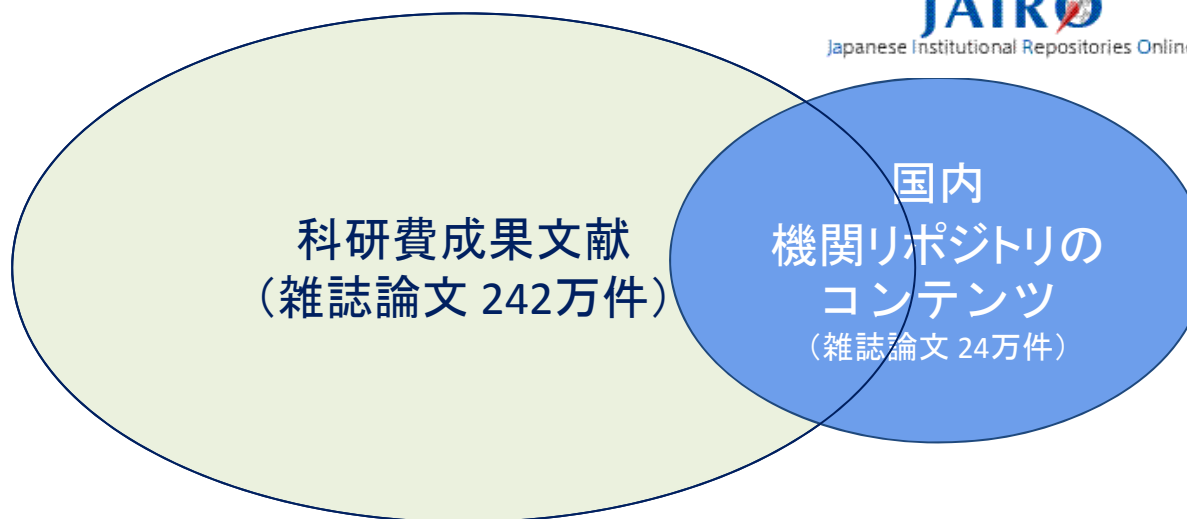 JAIRO
Japanese Institutional Repositories Online
科研費成果文献
（雑誌論文 242万件）
国内
機関リポジトリの
コンテンツ
（雑誌論文 24万件）